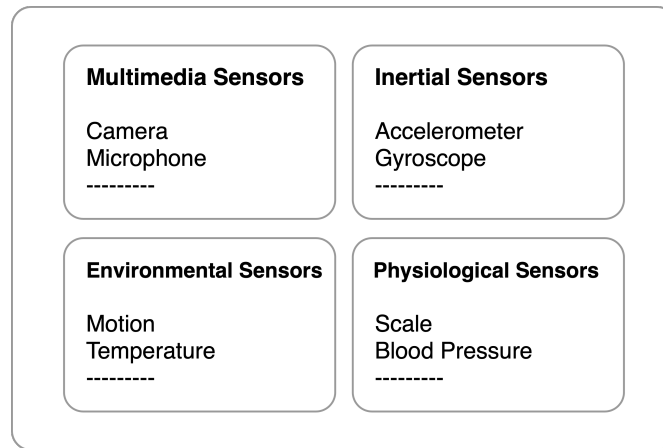 Multimedia Sensors
Camera
Microphone
---------
Inertial Sensors
Accelerometer
Gyroscope
---------
Environmental Sensors
Motion
Temperature
---------
Physiological Sensors
Scale
Blood Pressure
---------